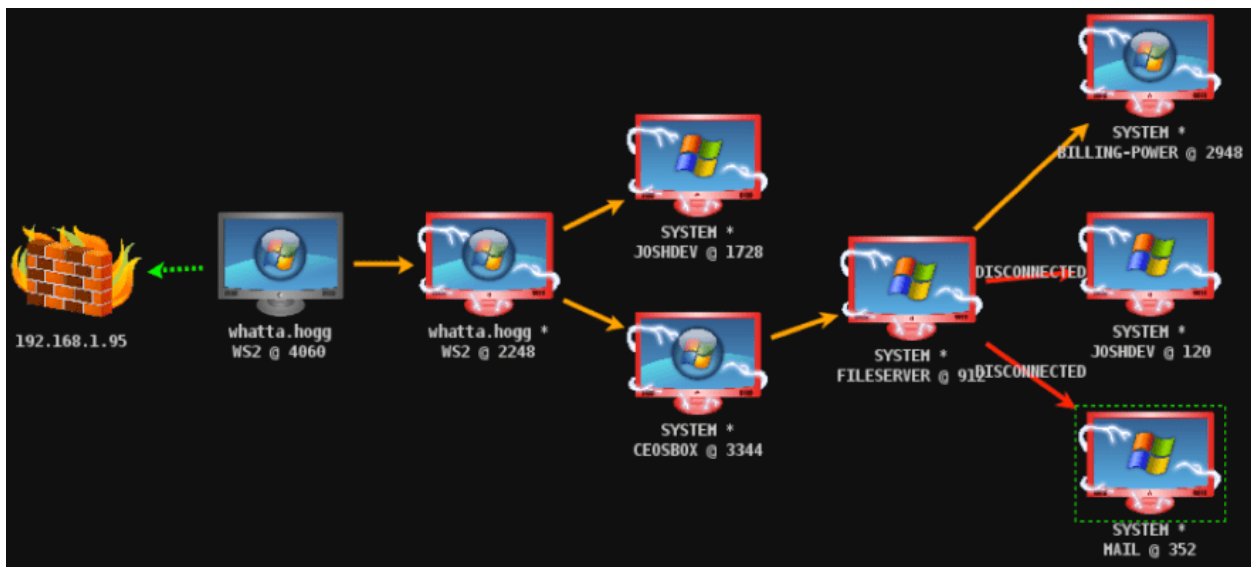 192.168.1.95
whatta.hogg
WS2 @ 4060
whatta.hogg *
WS2 @ 2248
SYSTEM *
JOSHDEV @ 1728
SYSTEM *
CEOSBOX @ 3344
SYSTEM *
FILESERVER @ 912
SYSTEM *
BILLING-POWER @ 2948
DISCONNECTED
SYSTEM *
JOSHDEV @ 120
DISCONNECTED
SYSTEM *
MAIL @ 352